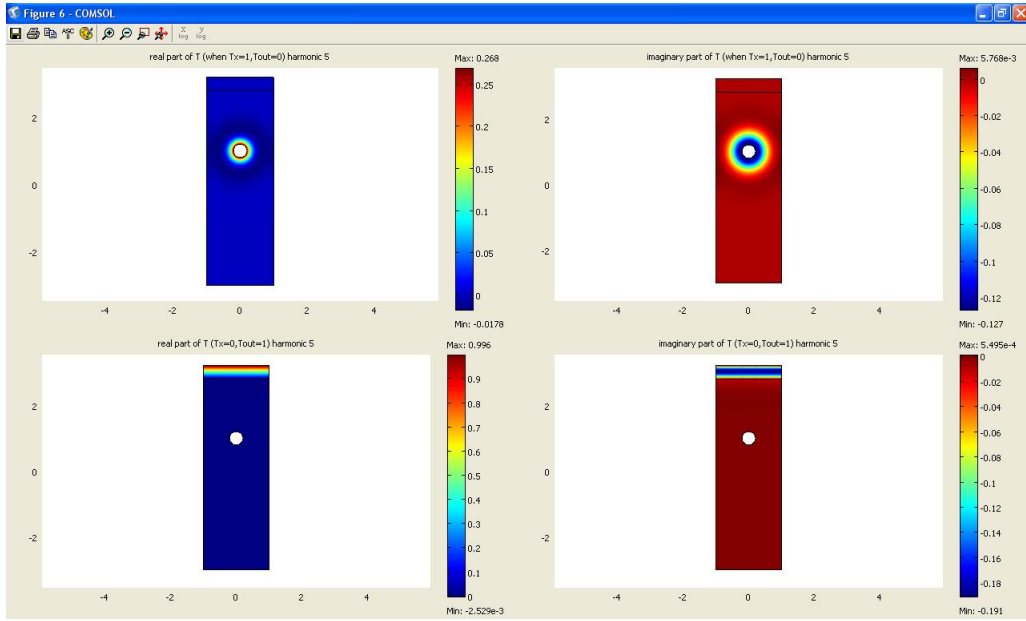 Figure 6 - COMSOL
real part of T (when Tx=1,Tout=0) harmonic 5
Max: 0.268
0.25
0.2
0.15
0.1
0.05
0
Min: -0.0178
2
0
-2
-4 -2 0 2 4
imaginary part of T (when Tx=1,Tout=0) harmonic 5
Max: 5.768e-3
0
-0.02
-0.04
-0.06
-0.08
-0.1
-0.12
Min: -0.127
2
0
-2
-4 -2 0 2 4
real part of T (Tx=0,Tout=1) harmonic 5
Max: 0.996
0.9
0.8
0.7
0.6
0.5
0.4
0.3
0.2
0.1
0
Min: -2.529e-3
2
0
-2
-4 -2 0 2 4
imaginary part of T (Tx=0,Tout=1) harmonic 5
Max: 5.495e-4
0
-0.02
-0.04
-0.06
-0.08
-0.1
-0.12
-0.14
-0.16
-0.18
Min: -0.191
2
0
-2
-4 -2 0 2 4